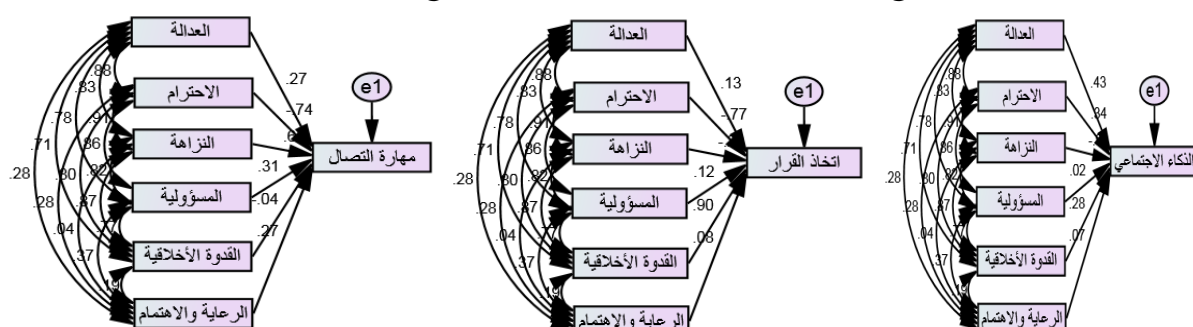 العدالة
.27
الاحترام
-.74
النزاهة
.31
المسؤولية
-.04
القدوة الأخلاقية
.27
الرعاية والاهتمام
e1
مهارة التصال
.88
.83
.78
.91
.71
.86
.28
.80
.82
.28
.87
.04
.37
.19
العدالة
.13
الاحترام
-.77
النزاهة
.12
المسؤولية
.90
القدوة الأخلاقية
.08
الرعاية والاهتمام
e1
اتخاذ القرار
.88
.83
.78
.91
.71
.86
.28
.80
.82
.28
.87
.04
.37
.19
العدالة
.43
الاحترام
.34
النزاهة
.02
المسؤولية
.28
القدوة الأخلاقية
.07
الرعاية والاهتمام
e1
الذكاء الاجتماعي
.88
.83
.78
.91
.71
.86
.28
.80
.82
.28
.87
.04
.37
.19